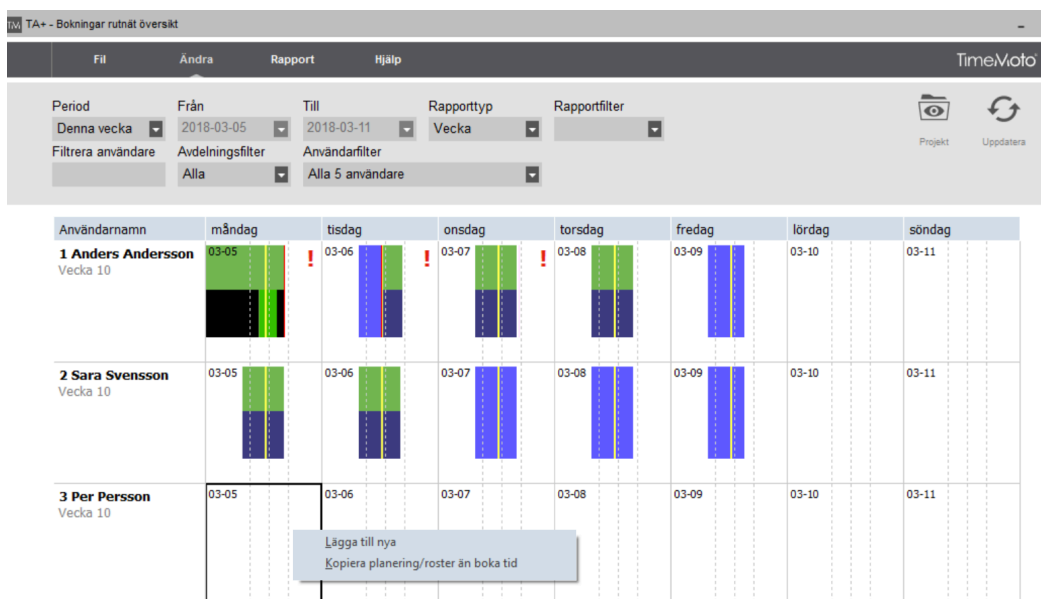 TM TA+ - Bokningar rutnät översikt
Fil Ändra Rapport Hjälp TimeMoto
Period Från Till Rapporttyp Rapportfilter
Denna vecka 2018-03-05 2018-03-11 Vecka
Projekt Uppdatera
Filtrera användare Avdelningsfilter Användarfilter
Alla Alla 5 användare
Användarnamn måndag tisdag onsdag torsdag fredag lördag söndag
1 Anders Andersson 03-05 ! 03-06 ! 03-07 ! 03-08 03-09 03-10 03-11
Vecka 10
2 Sara Svensson 03-05 03-06 03-07 03-08 03-09 03-10 03-11
Vecka 10
3 Per Persson 03-05 03-06 03-07 03-08 03-09 03-10 03-11
Vecka 10
Lägga till nya
Kopiera planering/roster än boka tid